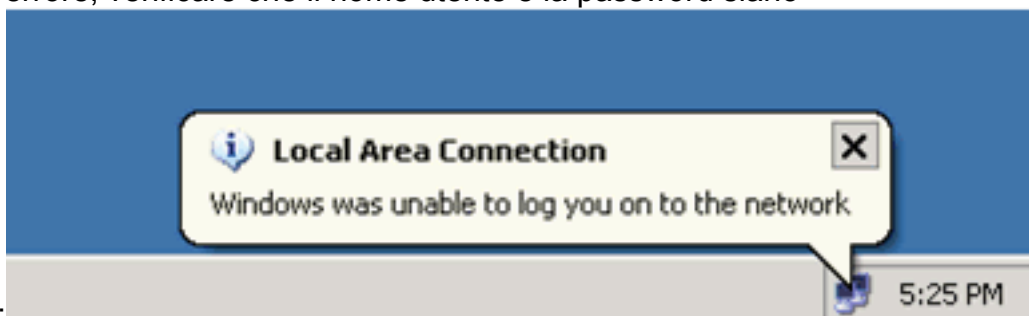 errore, verificare che il nome utente e la password siano
Local Area Connection
Windows was unable to log you on to the network
5:25 PM
.